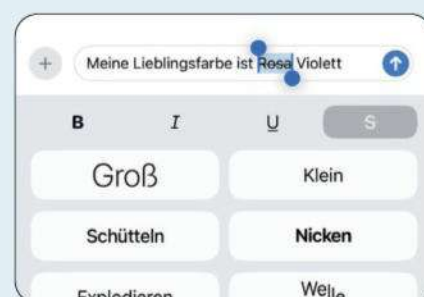 Meine Lieblingsfarbe ist Rosa Violett
B I U S
Groß Klein
Schütteln Nicken
Explodieren Welle